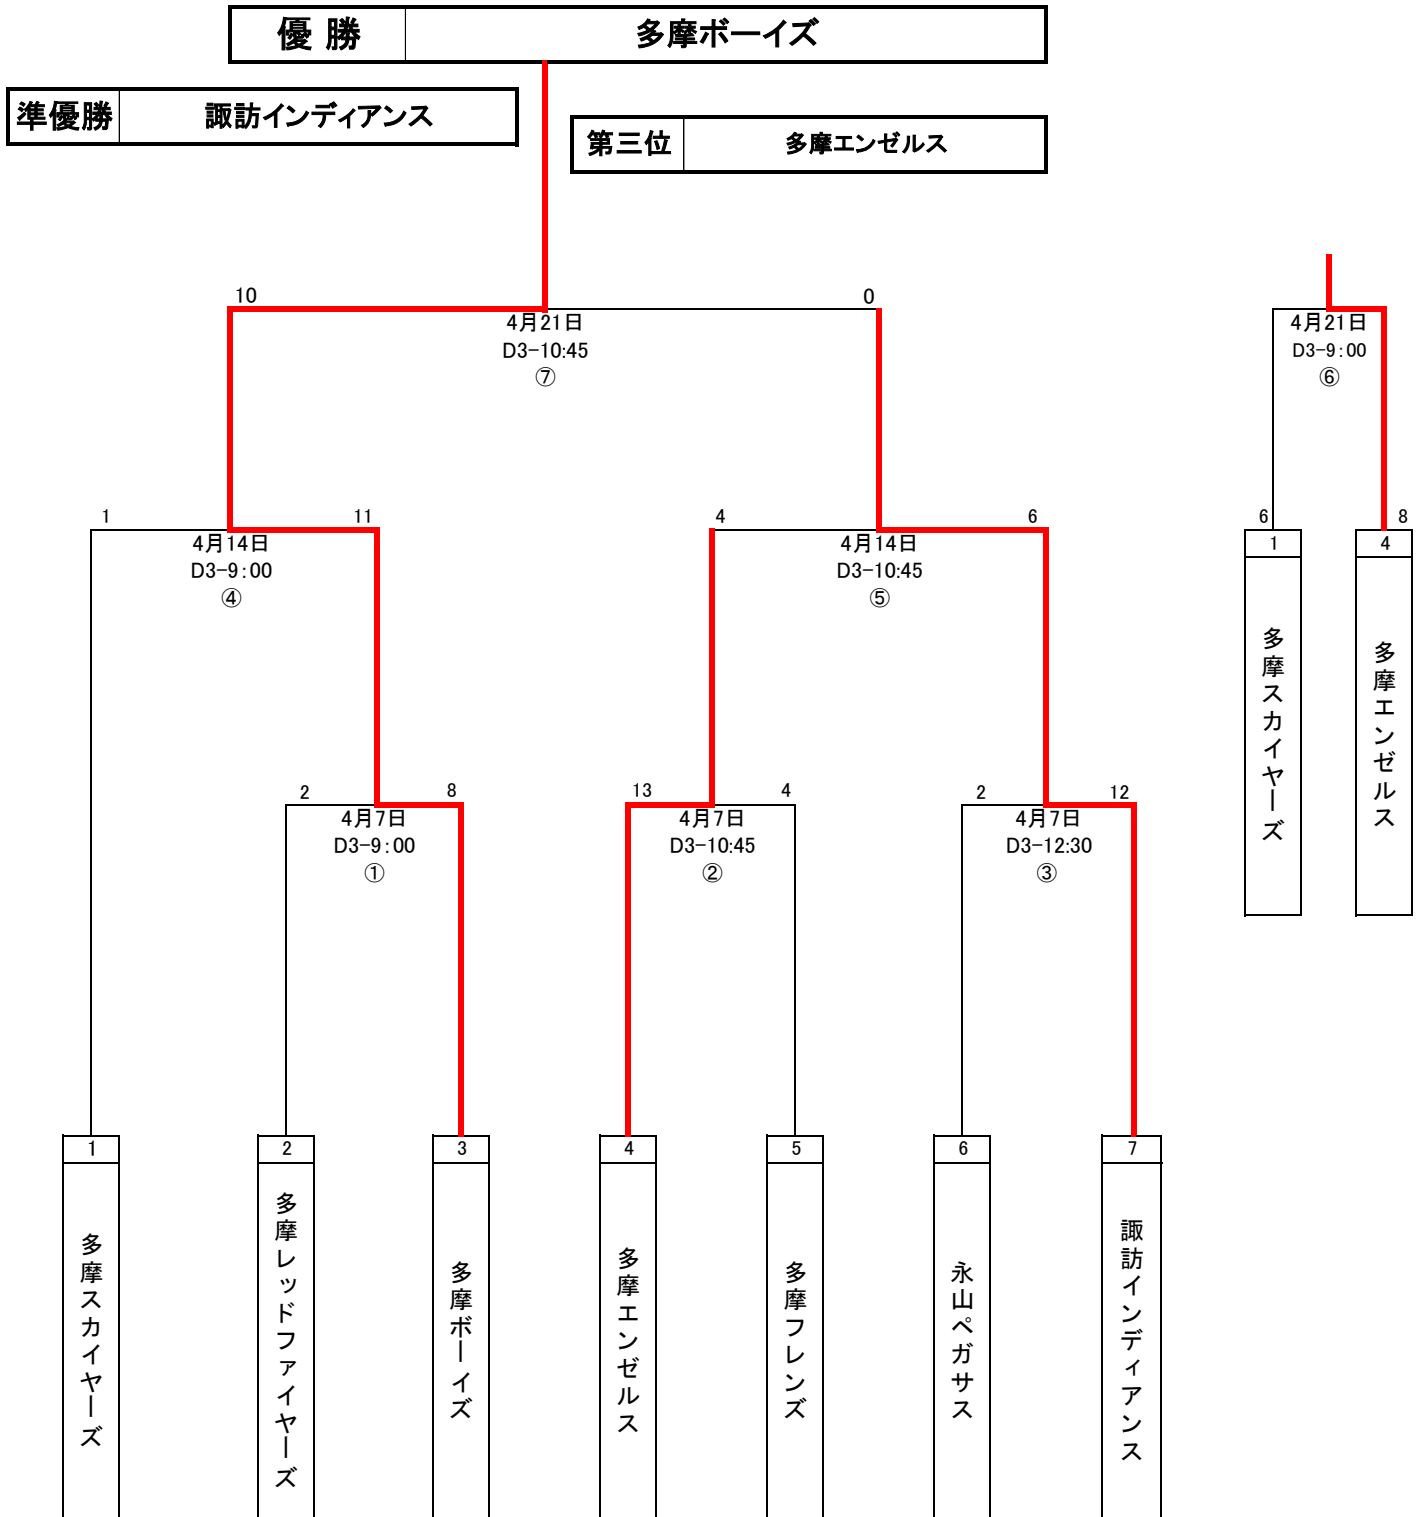 優 勝 多摩ボーイズ
準優勝 諏訪インディアンス
第三位 多摩エンゼルス
10 0
4月21日
D3-10:45
⑦
4月21日
D3-9:00
⑥
1 11
4月14日
D3-9:00
④
4 6
4月14日
D3-10:45
⑤
6 8
1 4
多摩スカイヤーズ
多摩エンゼルス
2 8
4月7日
D3-9:00
①
13 4
4月7日
D3-10:45
②
2 12
4月7日
D3-12:30
③
1
多摩スカイヤーズ
2
多摩レッドファイヤーズ
3
多摩ボーイズ
4
多摩エンゼルス
5
多摩フレンズ
6
永山ペガサス
7
諏訪インディアンス